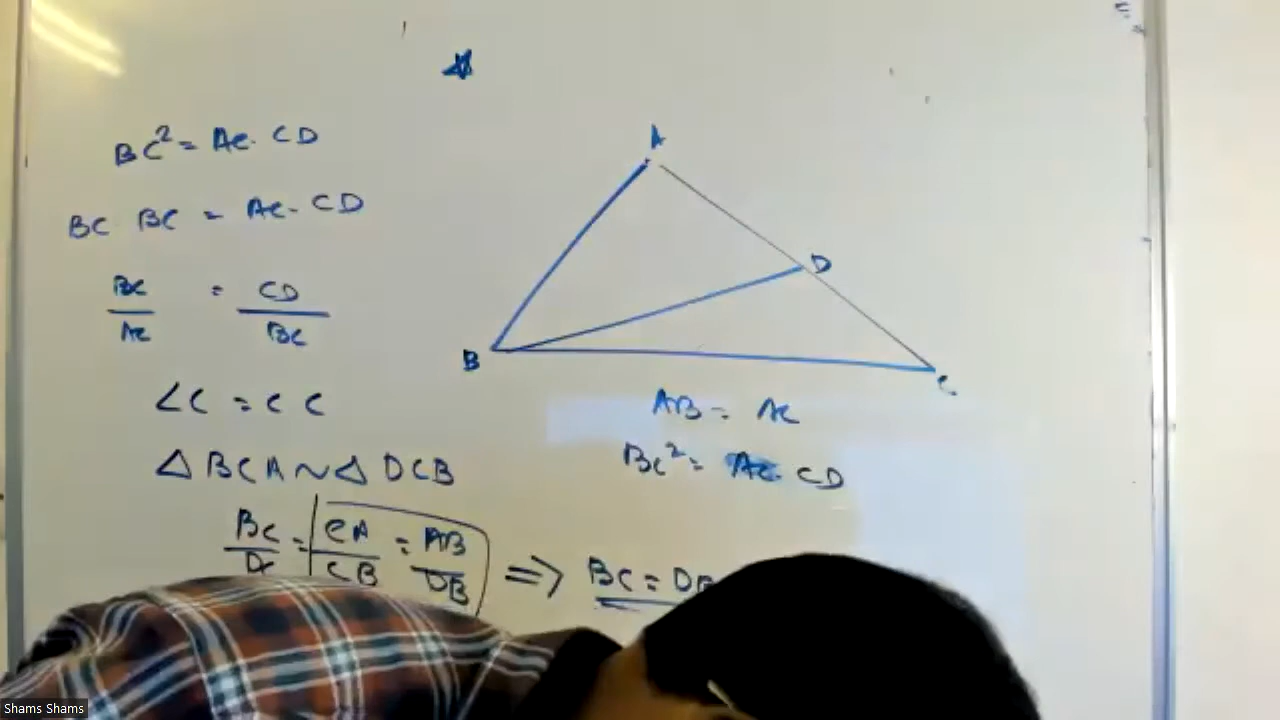 BC² = AC. CD
BC BC = AC. CD
BC/AC = CD/BC
∠C = ∠C
△BCA ~ △DCB
BC/DC = CA/CB = AB/DB ⇒ BC = DB
A
D
B
C
AB = AC
BC² = AC. CD
Shams Shams